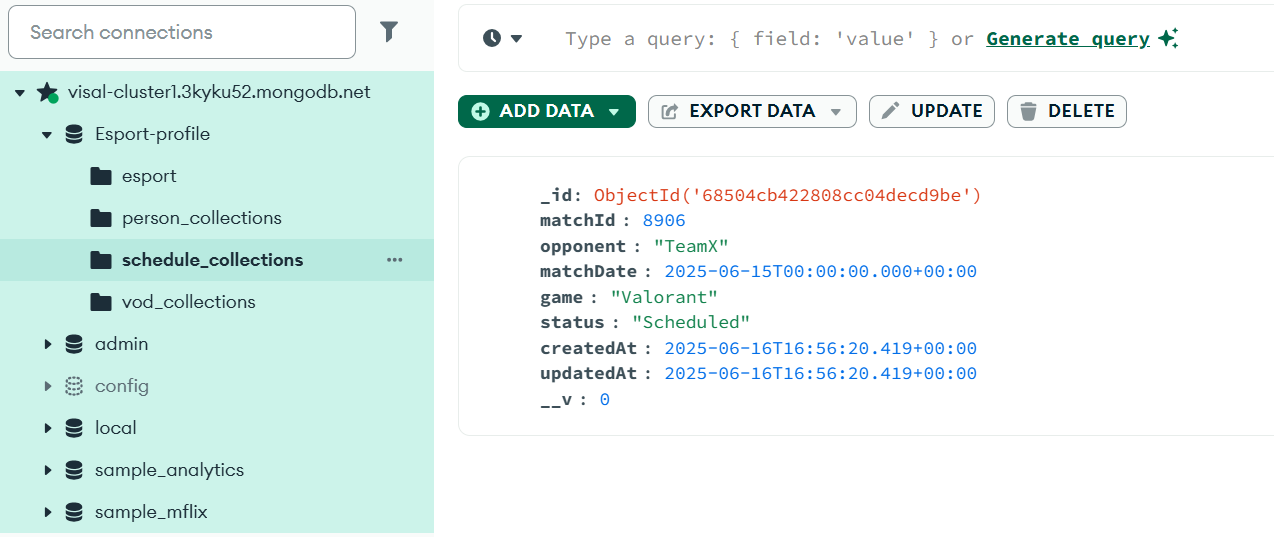 Search connections
visal-cluster1.3kyku52.mongodb.net
Esport-profile
esport
person_collections
schedule_collections
vod_collections
admin
config
local
sample_analytics
sample_mflix
Type a query: { field: 'value' } or Generate query
ADD DATA EXPORT DATA UPDATE DELETE
_id: ObjectId('68504cb422808cc04decd9be')
matchId : 8906
opponent : "TeamX"
matchDate : 2025-06-15T00:00:00.000+00:00
game : "Valorant"
status : "Scheduled"
createdAt : 2025-06-16T16:56:20.419+00:00
updatedAt : 2025-06-16T16:56:20.419+00:00
__v : 0